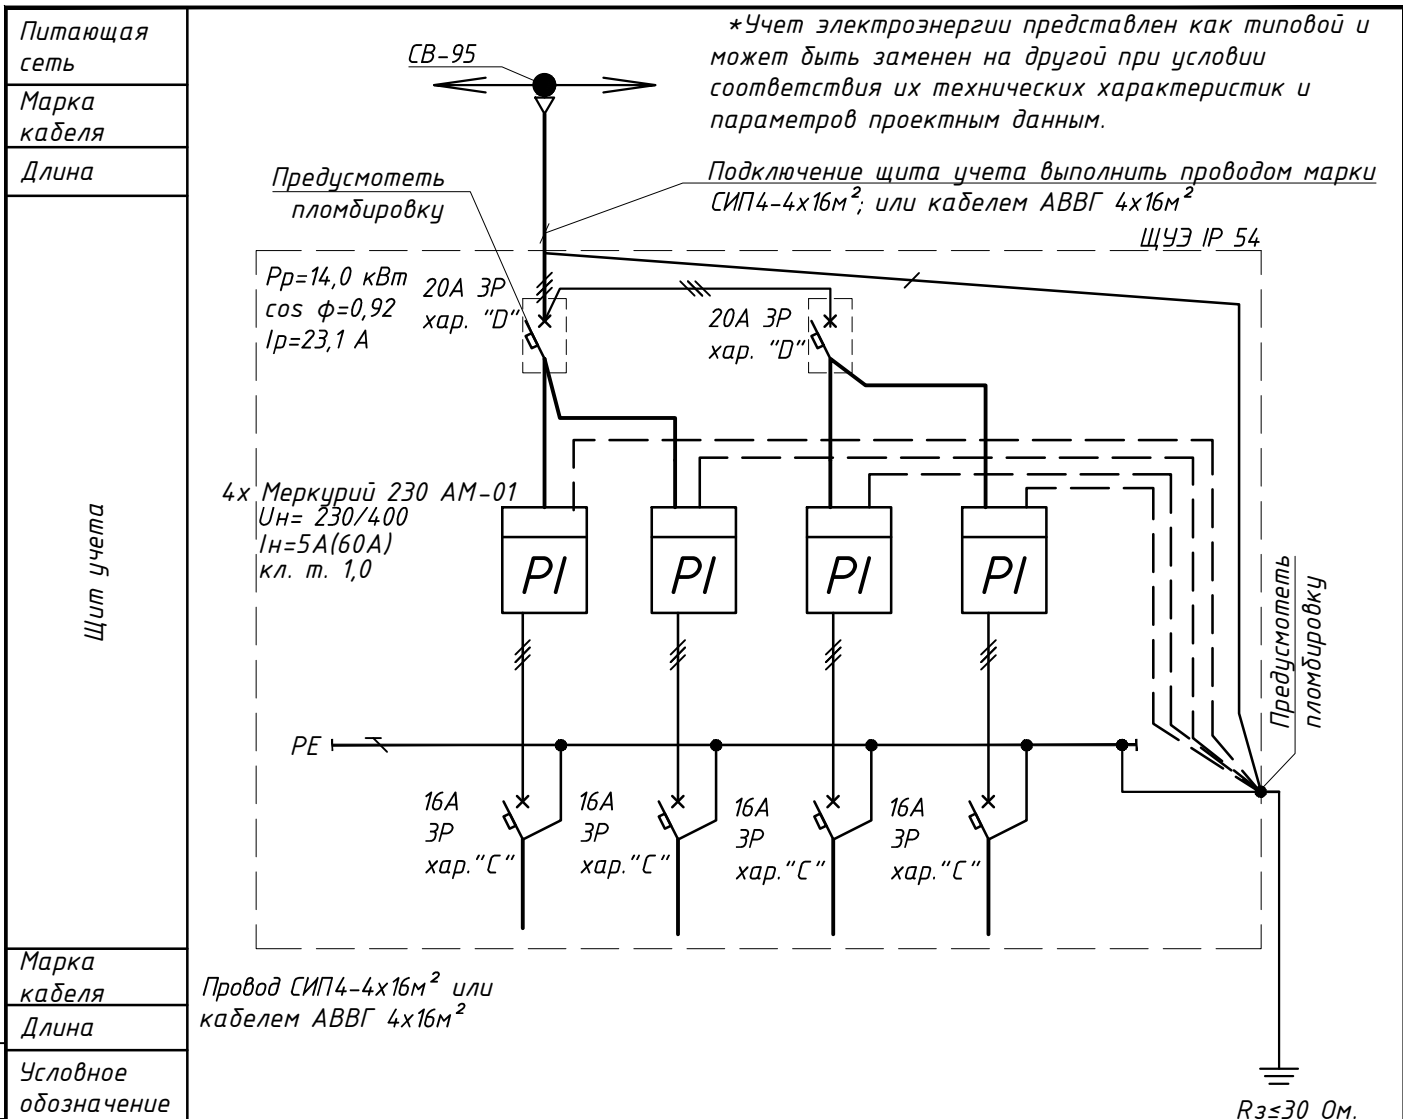 Питающая
сеть
Марка
кабеля
Длина
Щит учета
Марка
кабеля
Длина
Условное
обозначение
СВ-95
*Учет электроэнергии представлен как типовой и
может быть заменен на другой при условии
соответствия их технических характеристик и
параметров проектным данным.
Предусмотеть
пломбировку
Подключение щита учета выполнить проводом марки
СИП4-4х16м²; или кабелем АВВГ 4х16м²
ЩУЭ IP 54
Рр=14,0 кВт
cos ф=0,92
Iр=23,1 А
20А 3Р
хар. "D"
20А 3Р
хар. "D"
4х Меркурий 230 АМ-01
Uн= 230/400
Iн=5А(60А)
кл. т. 1,0
PI
PI
PI
PI
Предусмотеть
пломбировку
PE
16А
3Р
хар."С"
16А
3Р
хар."С"
16А
3Р
хар."С"
16А
3Р
хар."С"
Провод СИП4-4х16м² или
кабелем АВВГ 4х16м²
Rз≤30 Ом.